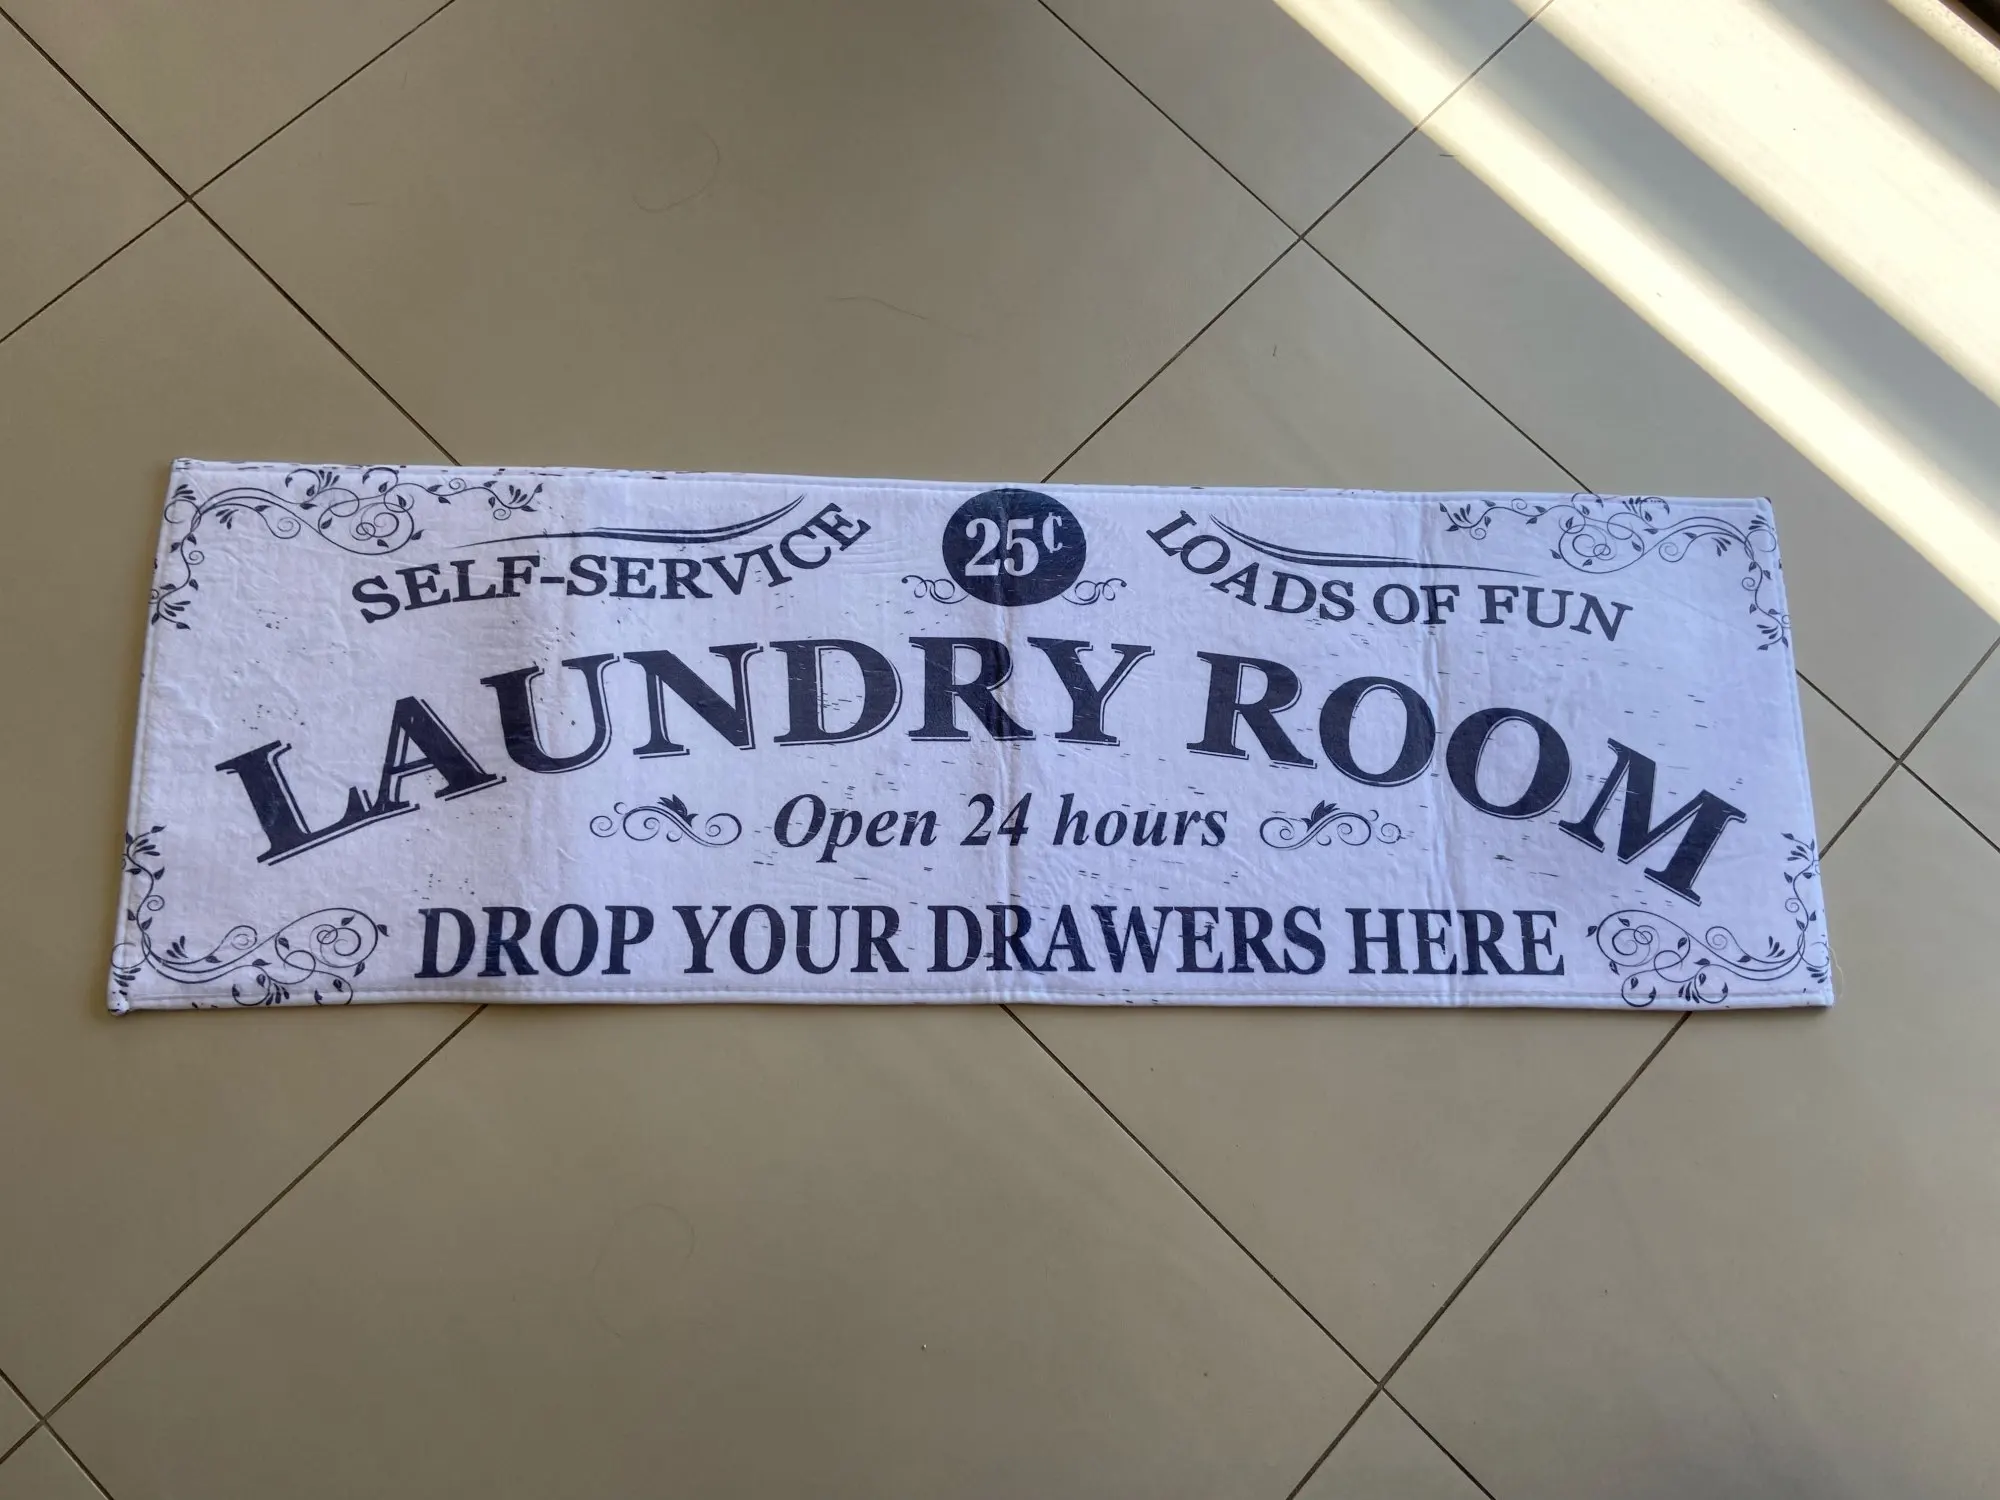 SELF-SERVICE
25¢
LOADS OF FUN
LAUNDRY ROOM
Open 24 hours
DROP YOUR DRAWERS HERE